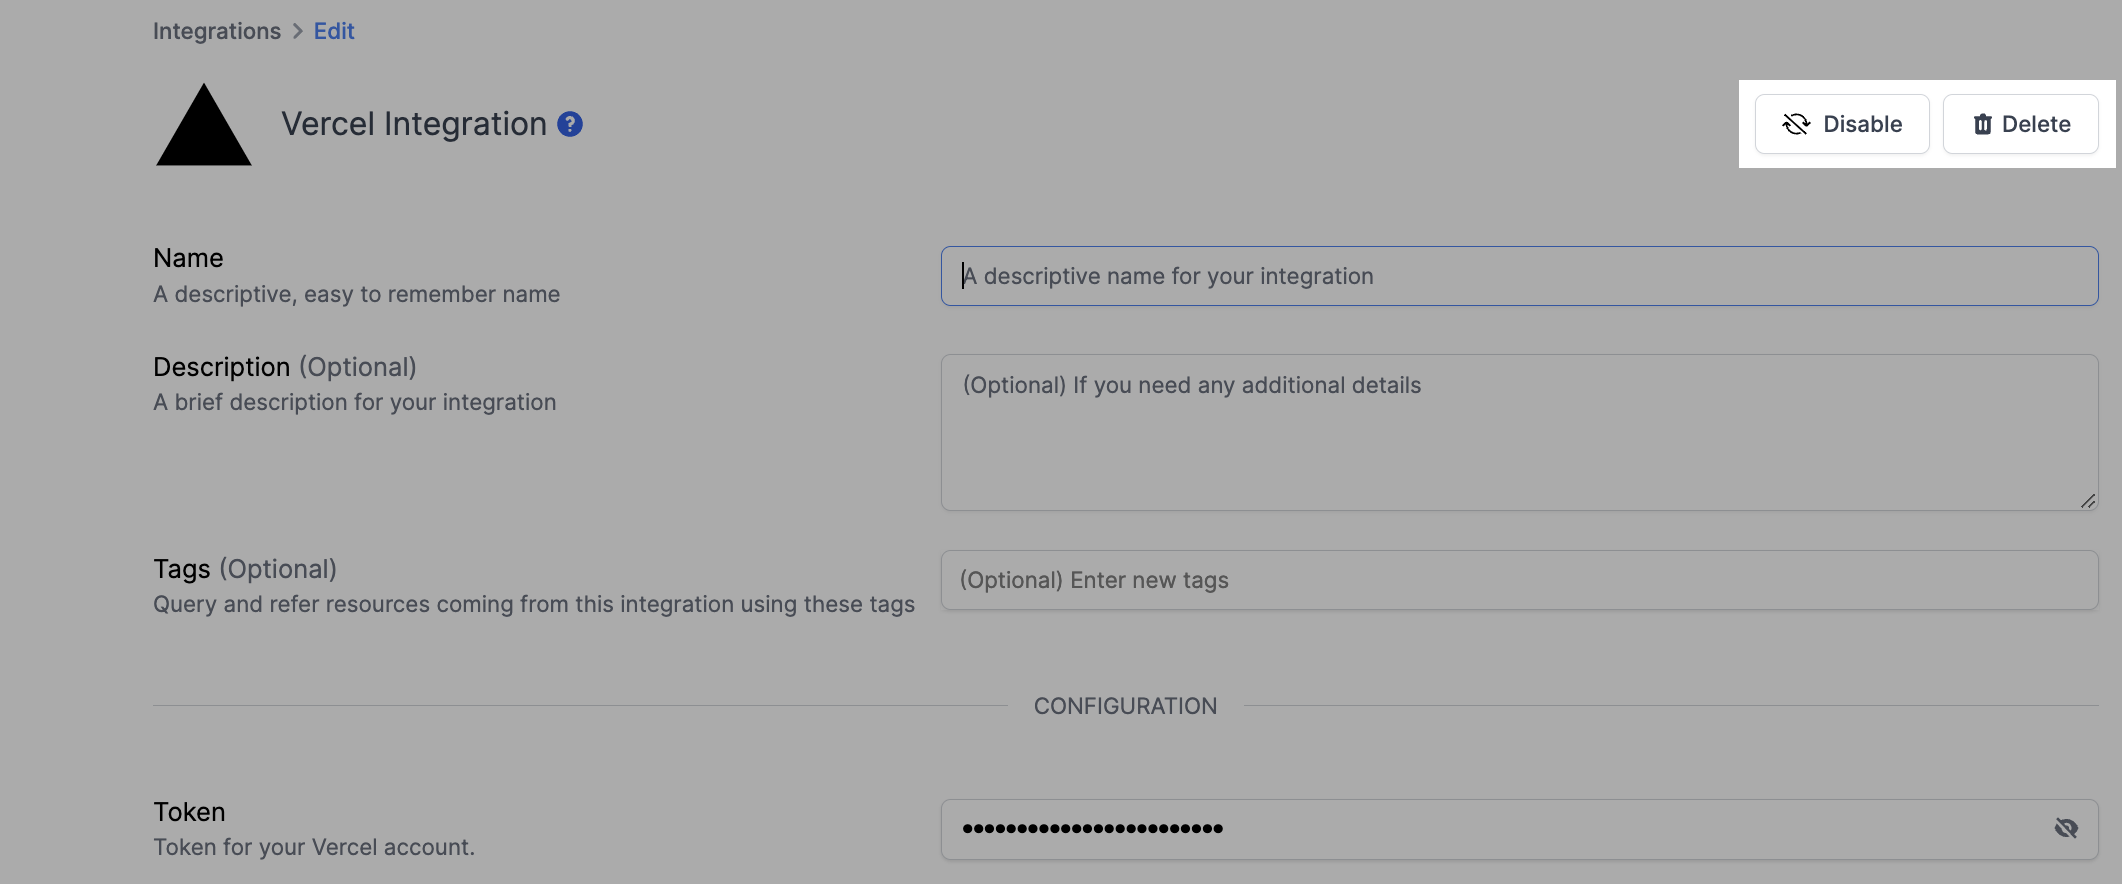 Integrations > Edit
Vercel Integration ?
Disable
Delete
Name
A descriptive, easy to remember name
A descriptive name for your integration
Description (Optional)
A brief description for your integration
(Optional) If you need any additional details
Tags (Optional)
Query and refer resources coming from this integration using these tags
(Optional) Enter new tags
CONFIGURATION
Token
Token for your Vercel account.
••••••••••••••••••••••••